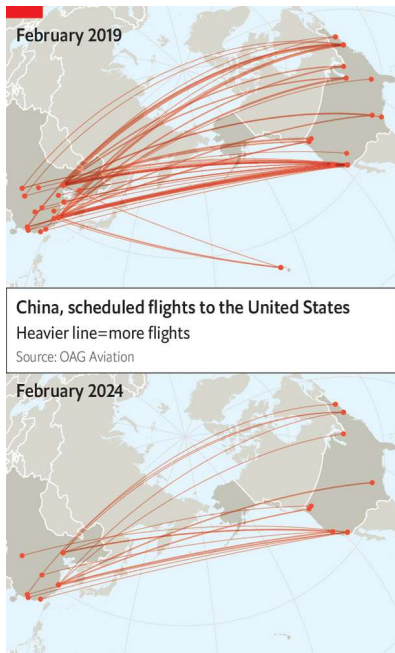 February 2019
China, scheduled flights to the United States
Heavier line=more flights
Source: OAG Aviation
February 2024